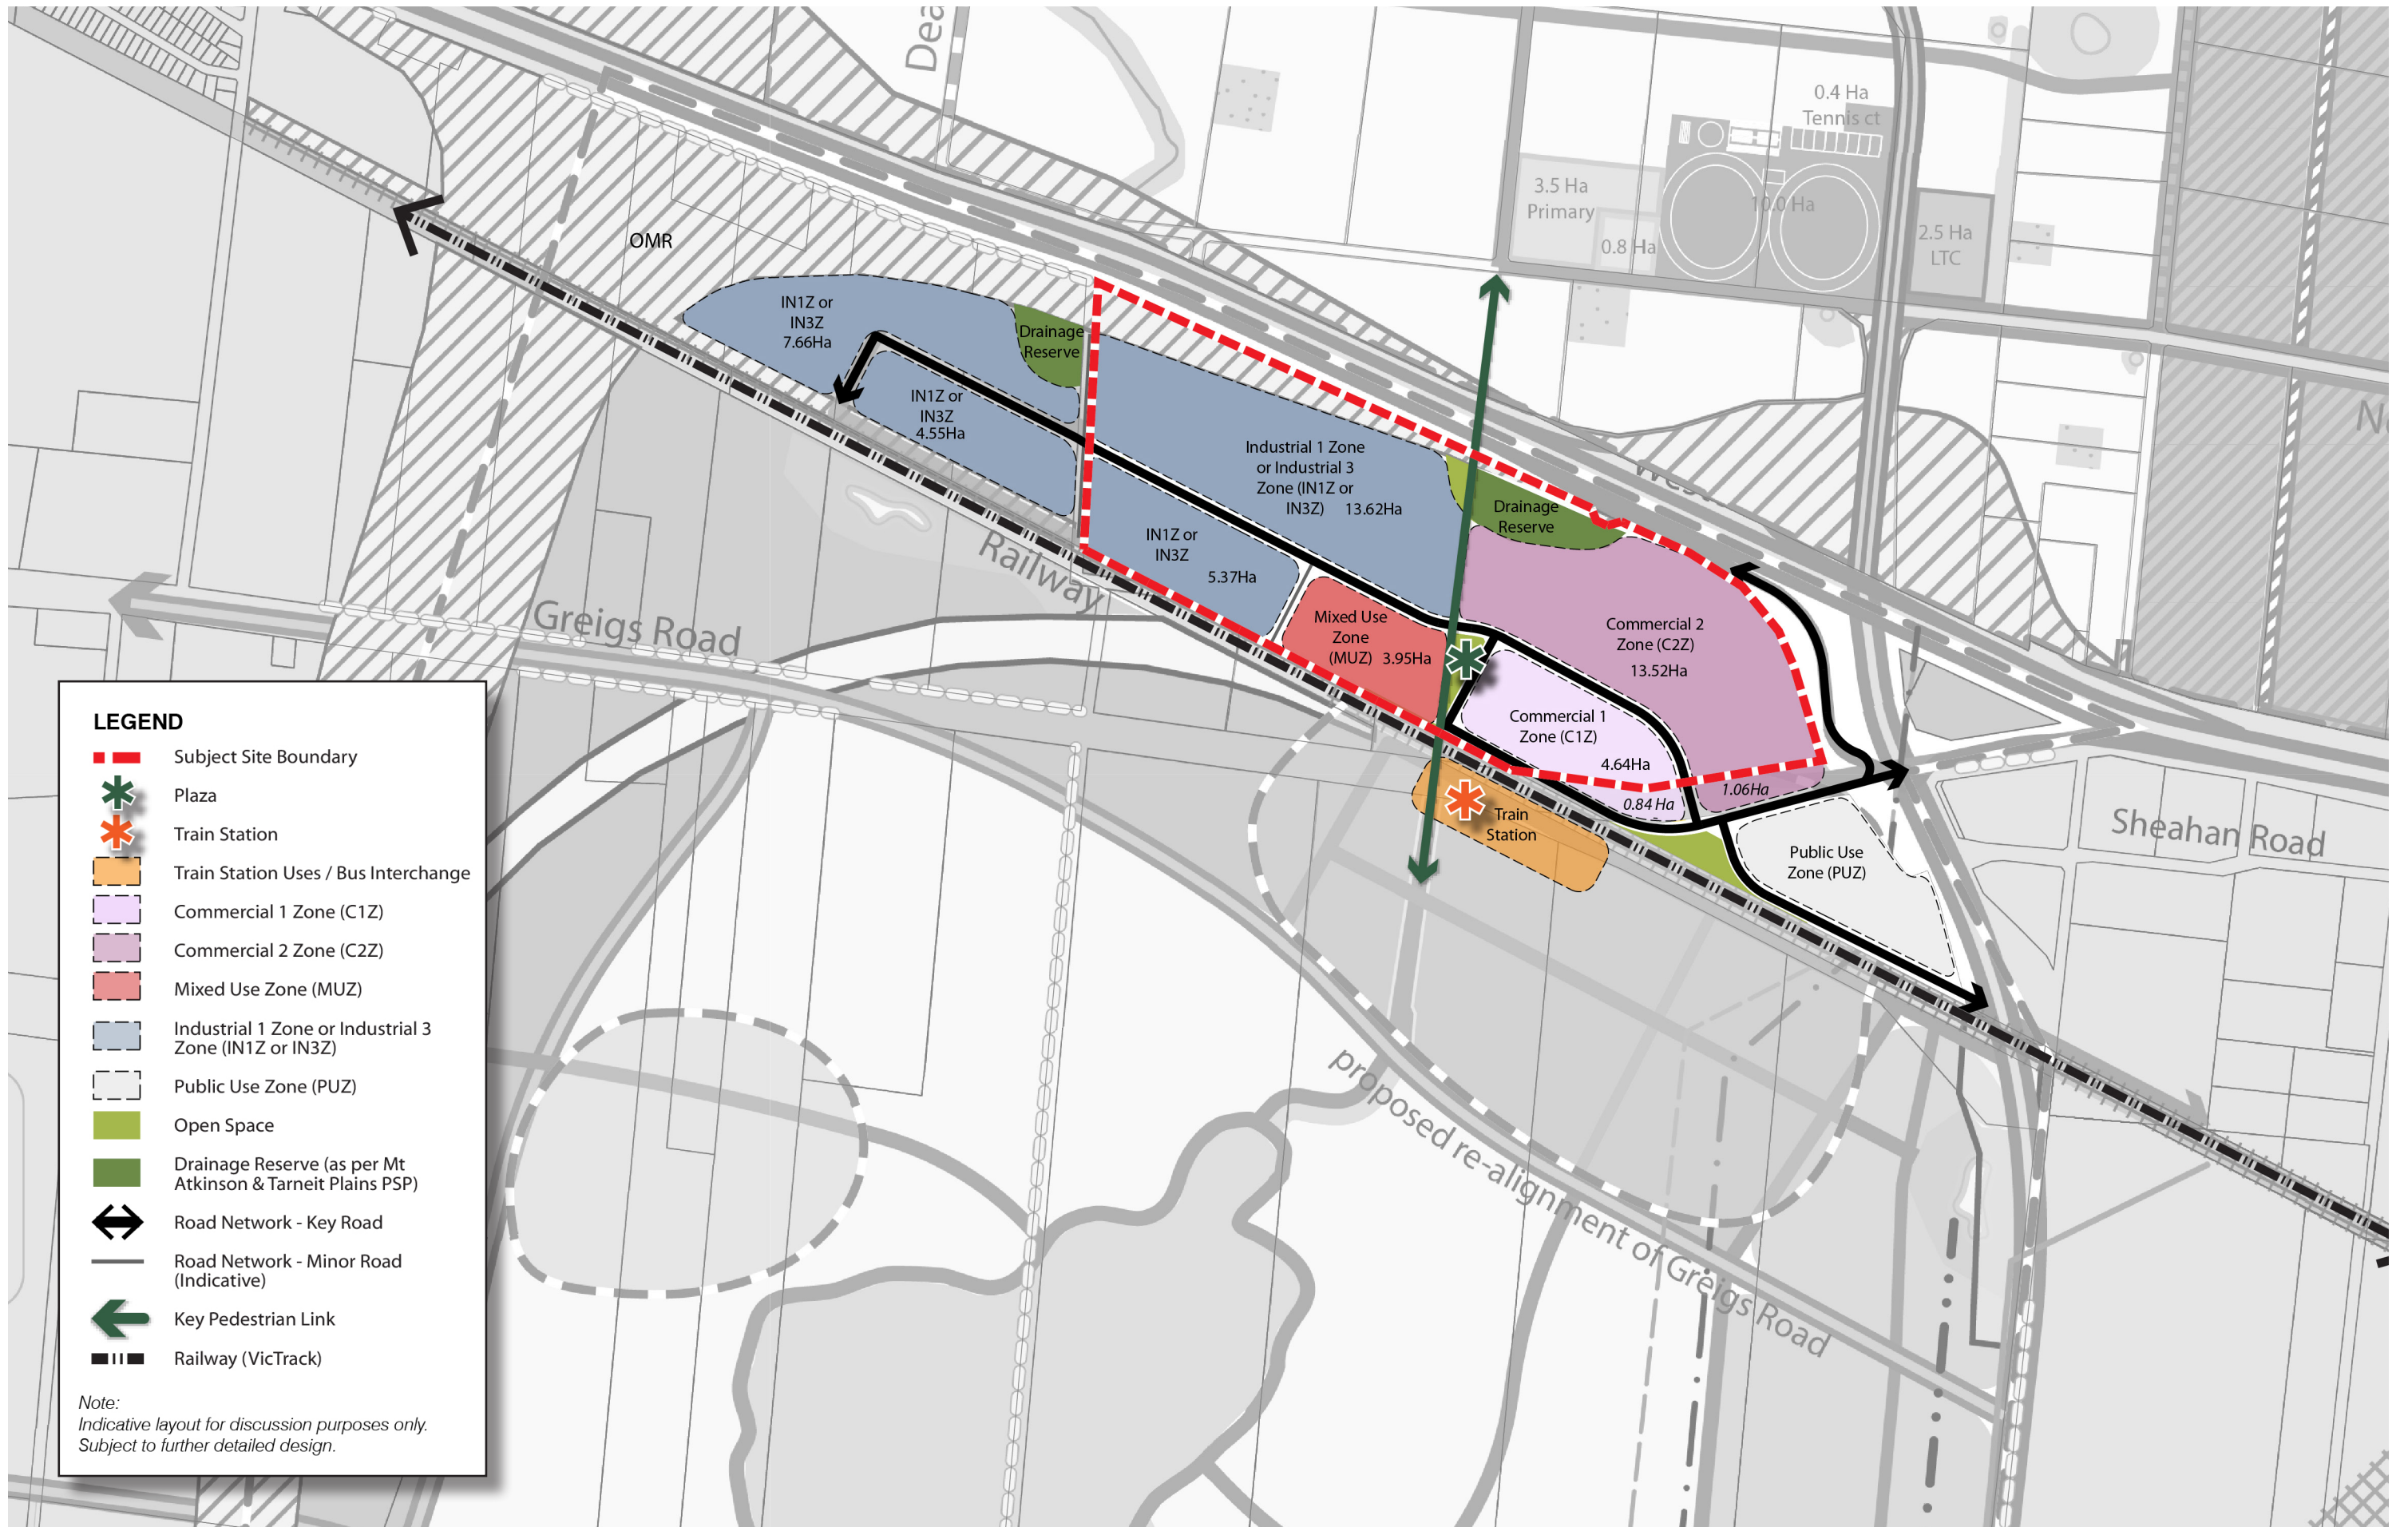 Dea
0.4 Ha
Tennis ct
3.5 Ha
Primary
10.0 Ha
0.8 Ha
2.5 Ha
LTC
OMR
IN1Z or
IN3Z
7.66Ha
Drainage
Reserve
IN1Z or
IN3Z
4.55Ha
Industrial 1 Zone
or Industrial 3
Zone (IN1Z or
IN3Z) 13.62Ha
West
Drainage
Reserve
IN1Z or
IN3Z
5.37Ha
Railway
Greigs Road
Mixed Use
Zone
(MUZ) 3.95Ha
Commercial 2
Zone (C2Z)
13.52Ha
Commercial 1
Zone (C1Z)
4.64Ha
0.84 Ha
1.06Ha
Train
Station
Public Use
Zone (PUZ)
Sheahan Road
proposed re-alignment of Greigs Road
LEGEND
Subject Site Boundary
Plaza
Train Station
Train Station Uses / Bus Interchange
Commercial 1 Zone (C1Z)
Commercial 2 Zone (C2Z)
Mixed Use Zone (MUZ)
Industrial 1 Zone or Industrial 3
Zone (IN1Z or IN3Z)
Public Use Zone (PUZ)
Open Space
Drainage Reserve (as per Mt
Atkinson & Tarneit Plains PSP)
Road Network - Key Road
Road Network - Minor Road
(Indicative)
Key Pedestrian Link
Railway (VicTrack)
Note:
Indicative layout for discussion purposes only.
Subject to further detailed design.